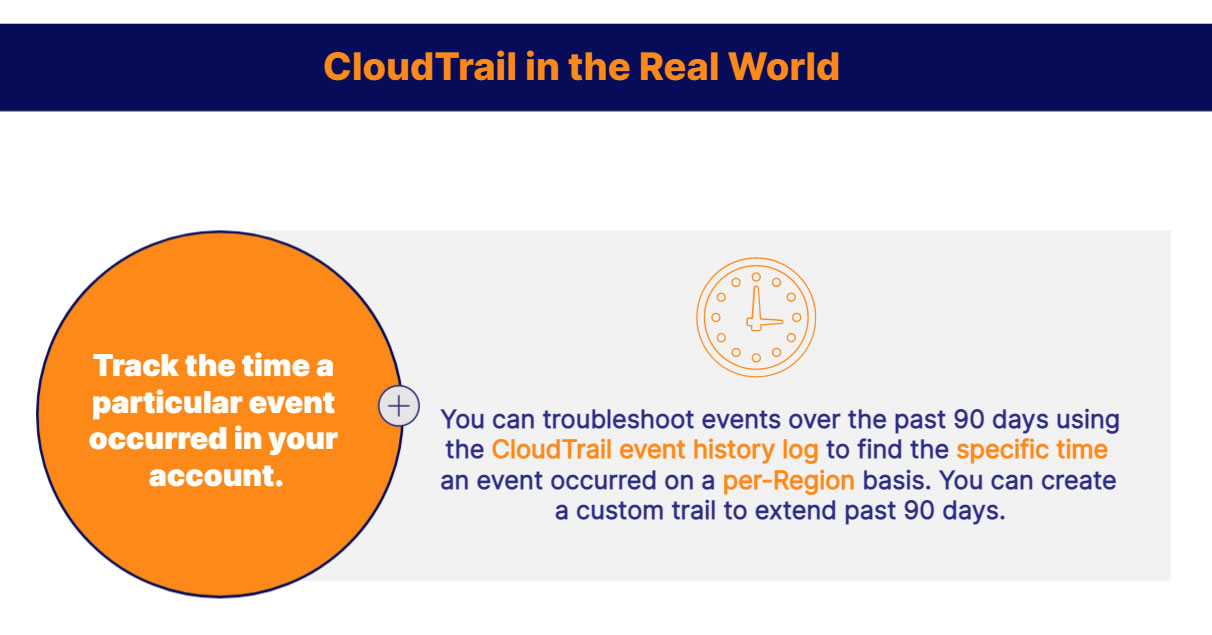 CloudTrail in the Real World
Track the time a
particular event
occurred in your
account.
You can troubleshoot events over the past 90 days using
the CloudTrail event history log to find the specific time
an event occurred on a per-Region basis. You can create
a custom trail to extend past 90 days.